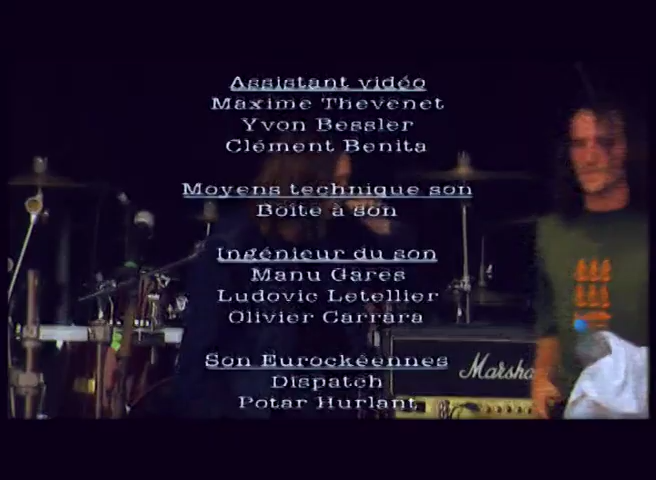 Assistant vidéo
Maxime Thevenet
Yvon Bessler
Clément Benita
Moyens technique son
Boite à son
Ingénieur du son
Manu Gares
Ludovic Letellier
Olivier Carrara
Son Eurockéennes
Dispatch
Potar Hurlant
Marsha